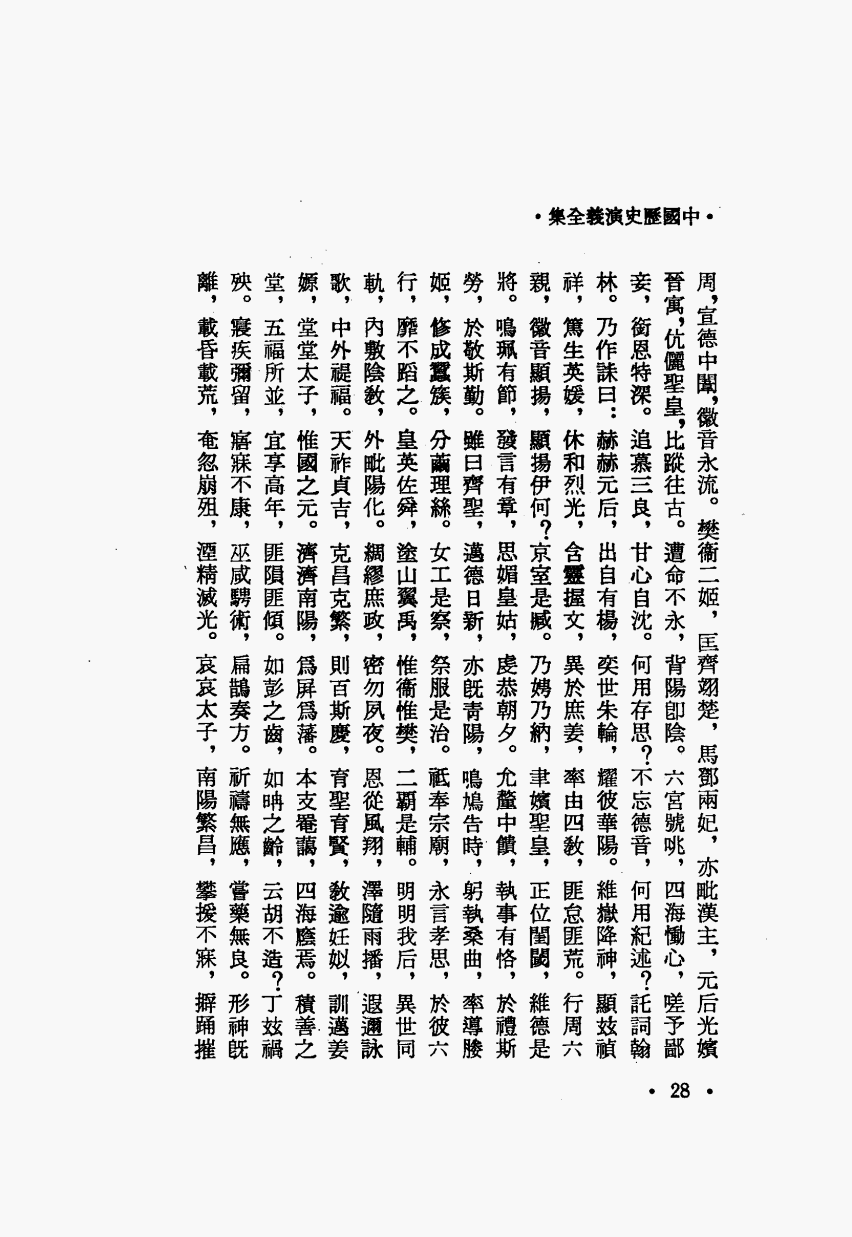 ·中國歷史演義全集·
周，宣德中闈，徽音永流。樊衞二姬，匡齊翊楚，馬鄧兩妃，亦毗漢主，元后光嬪
晉寓，伉儷聖皇，比蹤往古。遭命不永，背陽卽陰。六宮號咷，四海慟心，嗟予鄙
妾，銜恩特深。追慕三良，甘心自沈。何用存思？不忘德音，何用紀述？託詞翰
林。乃作誄曰：赫赫元后，出自有楊，奕世朱輪，耀彼華陽。維嶽降神，顯玆禎
祥，篤生英媛，休和烈光，含靈握文，異於庶姜，率由四敎，匪怠匪荒。行周六
親，徽音顯揚，顯揚伊何？京室是臧。乃娉乃納，聿嬪聖皇，正位閨閾，維德是
將。鳴珮有節，發言有章，思媚皇姑，虔恭朝夕。允釐中饋，執事有恪，於禮斯
勞，於敬斯勤。雖曰齊聖，邁德日新，亦旣青陽，鳴鳩告時，躬執桑曲，率導媵
姬，修成蠶簇，分繭理絲。女工是察，祭服是治。祗奉宗廟，永言孝思，於彼六
行，靡不蹈之。皇英佐舜，塗山翼禹，惟衞惟樊，二覇是輔。明明我后，異世同
軌，內敷陰敎，外毗陽化。綢繆庶政，密勿夙夜。恩從風翔，澤隨雨播，遐邇詠
歌，中外禔福。天祚貞吉，克昌克繁，則百斯慶，育聖育賢，敎逾妊姒，訓邁姜
嫄，堂堂太子，惟國之元。濟濟南陽，爲屛爲藩。本支菴藹，四海蔭焉。積善之
堂，五福所並，宜享高年，匪隕匪傾。如彭之齒，如聃之齡，云胡不造？丁玆禍
殃。寢疾彌留，寤寐不康，巫咸騁術，扁鵲奏方。祈禱無應，嘗藥無良。形神旣
離，載昏載荒，奄忽崩殂，湮精滅光。哀哀太子，南陽繁昌，攀援不寐，擗踊摧
·28·